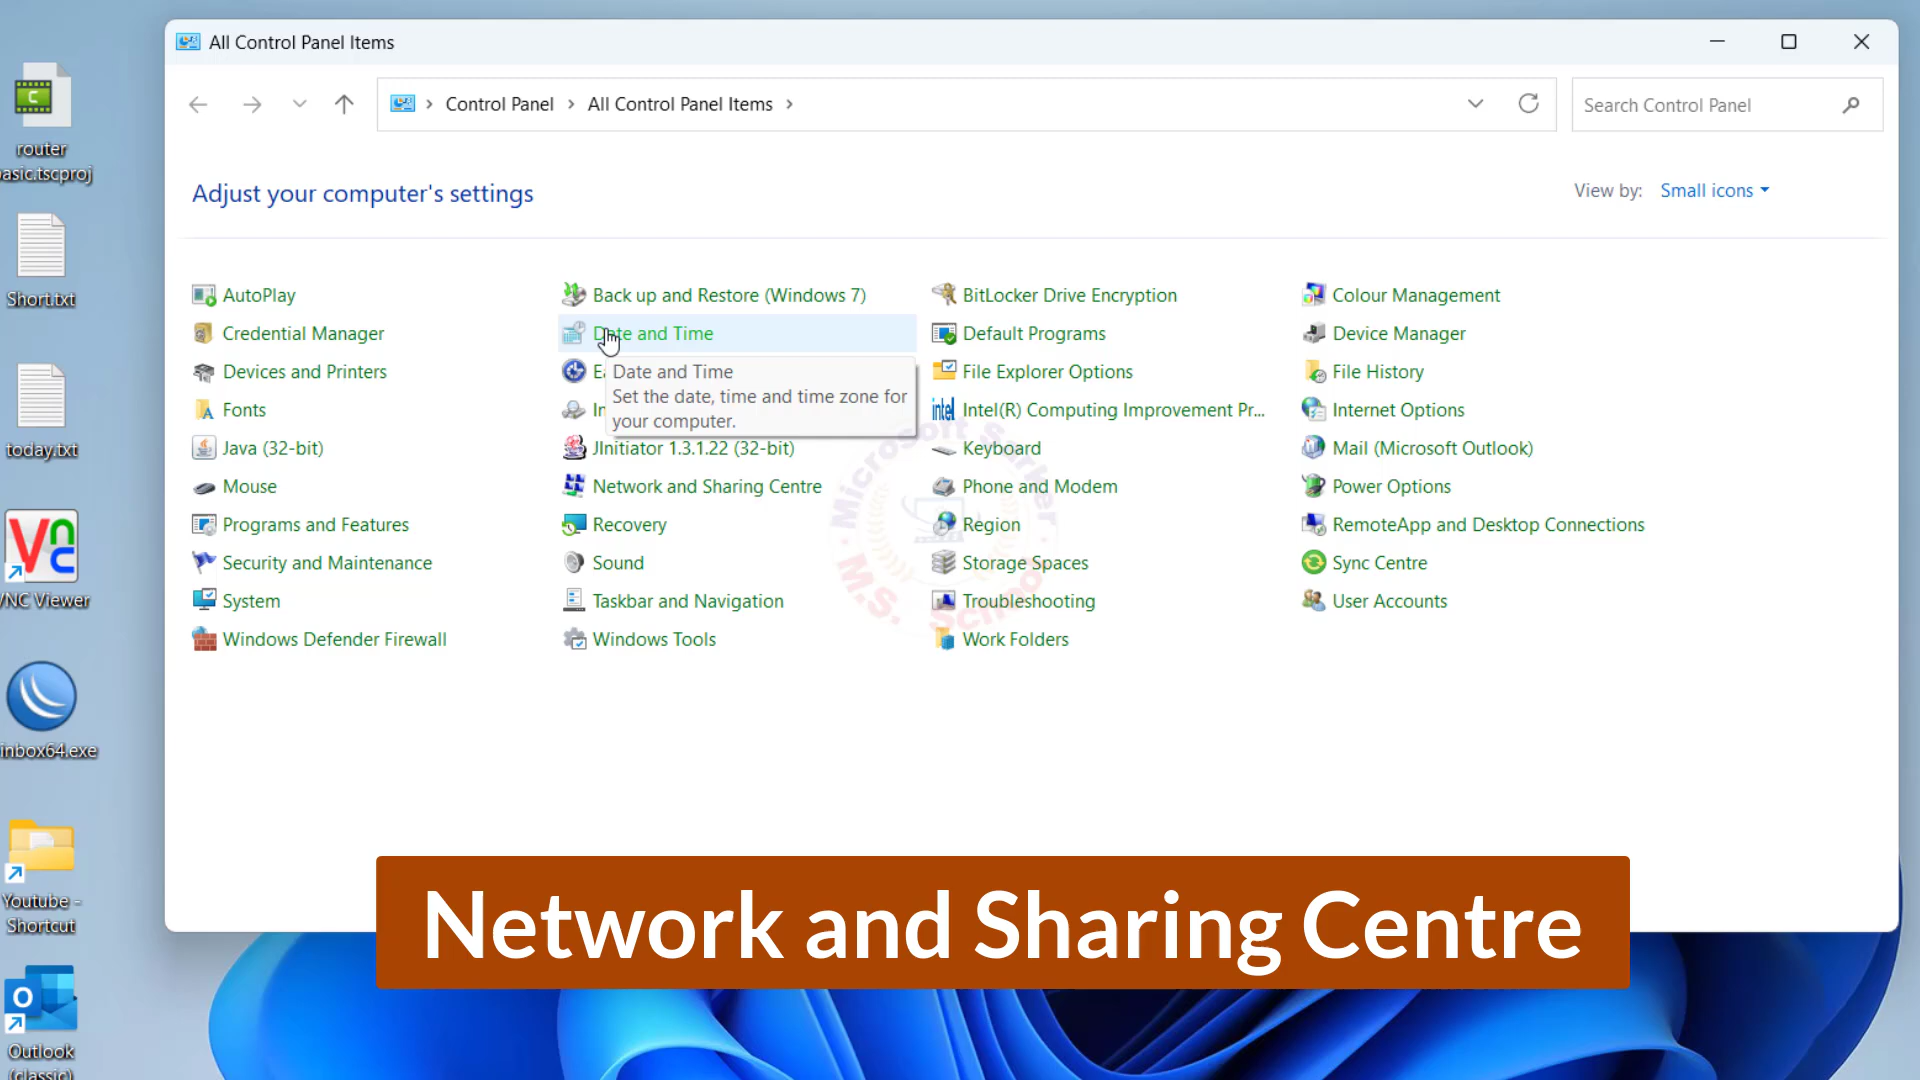 All Control Panel Items
Control Panel
All Control Panel Items
Search Control Panel
Adjust your computer's settings
View by:
Small icons
AutoPlay
Back up and Restore (Windows 7)
BitLocker Drive Encryption
Colour Management
Credential Manager
Date and Time
Default Programs
Device Manager
Devices and Printers
Date and Time
Set the date, time and time zone for
your computer.
File Explorer Options
File History
Fonts
Intel(R) Computing Improvement Pr...
Internet Options
Java (32-bit)
JInitiator 1.3.1.22 (32-bit)
Keyboard
Mail (Microsoft Outlook)
Mouse
Network and Sharing Centre
Phone and Modem
Power Options
Programs and Features
Recovery
Region
RemoteApp and Desktop Connections
Security and Maintenance
Sound
Storage Spaces
Sync Centre
System
Taskbar and Navigation
Troubleshooting
User Accounts
Windows Defender Firewall
Windows Tools
Work Folders
MicroSoft Sarker
M.S. School
intel
router
asic.tscproj
Short.txt
today.txt
VNC
VNC Viewer
inbox64.exe
Youtube -
Shortcut
Outlook
(classic)
Network and Sharing Centre